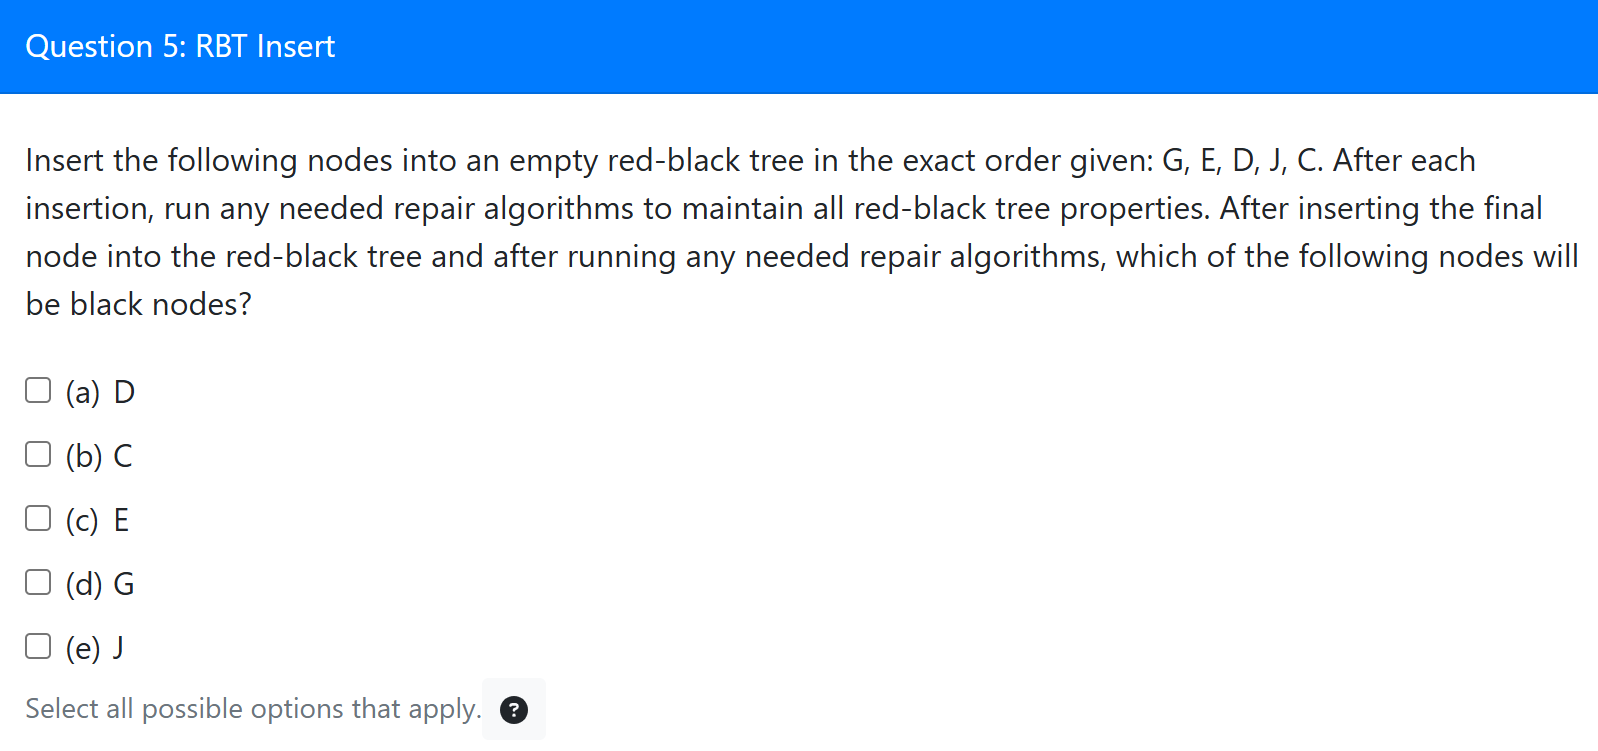 Question 5: RBT Insert
Insert the following nodes into an empty red-black tree in the exact order given: G, E, D, J, C. After each
insertion, run any needed repair algorithms to maintain all red-black tree properties. After inserting the final
node into the red-black tree and after running any needed repair algorithms, which of the following nodes will
be black nodes?
(a) D
(b) C
(c) E
(d) G
(e) J
Select all possible options that apply. ?